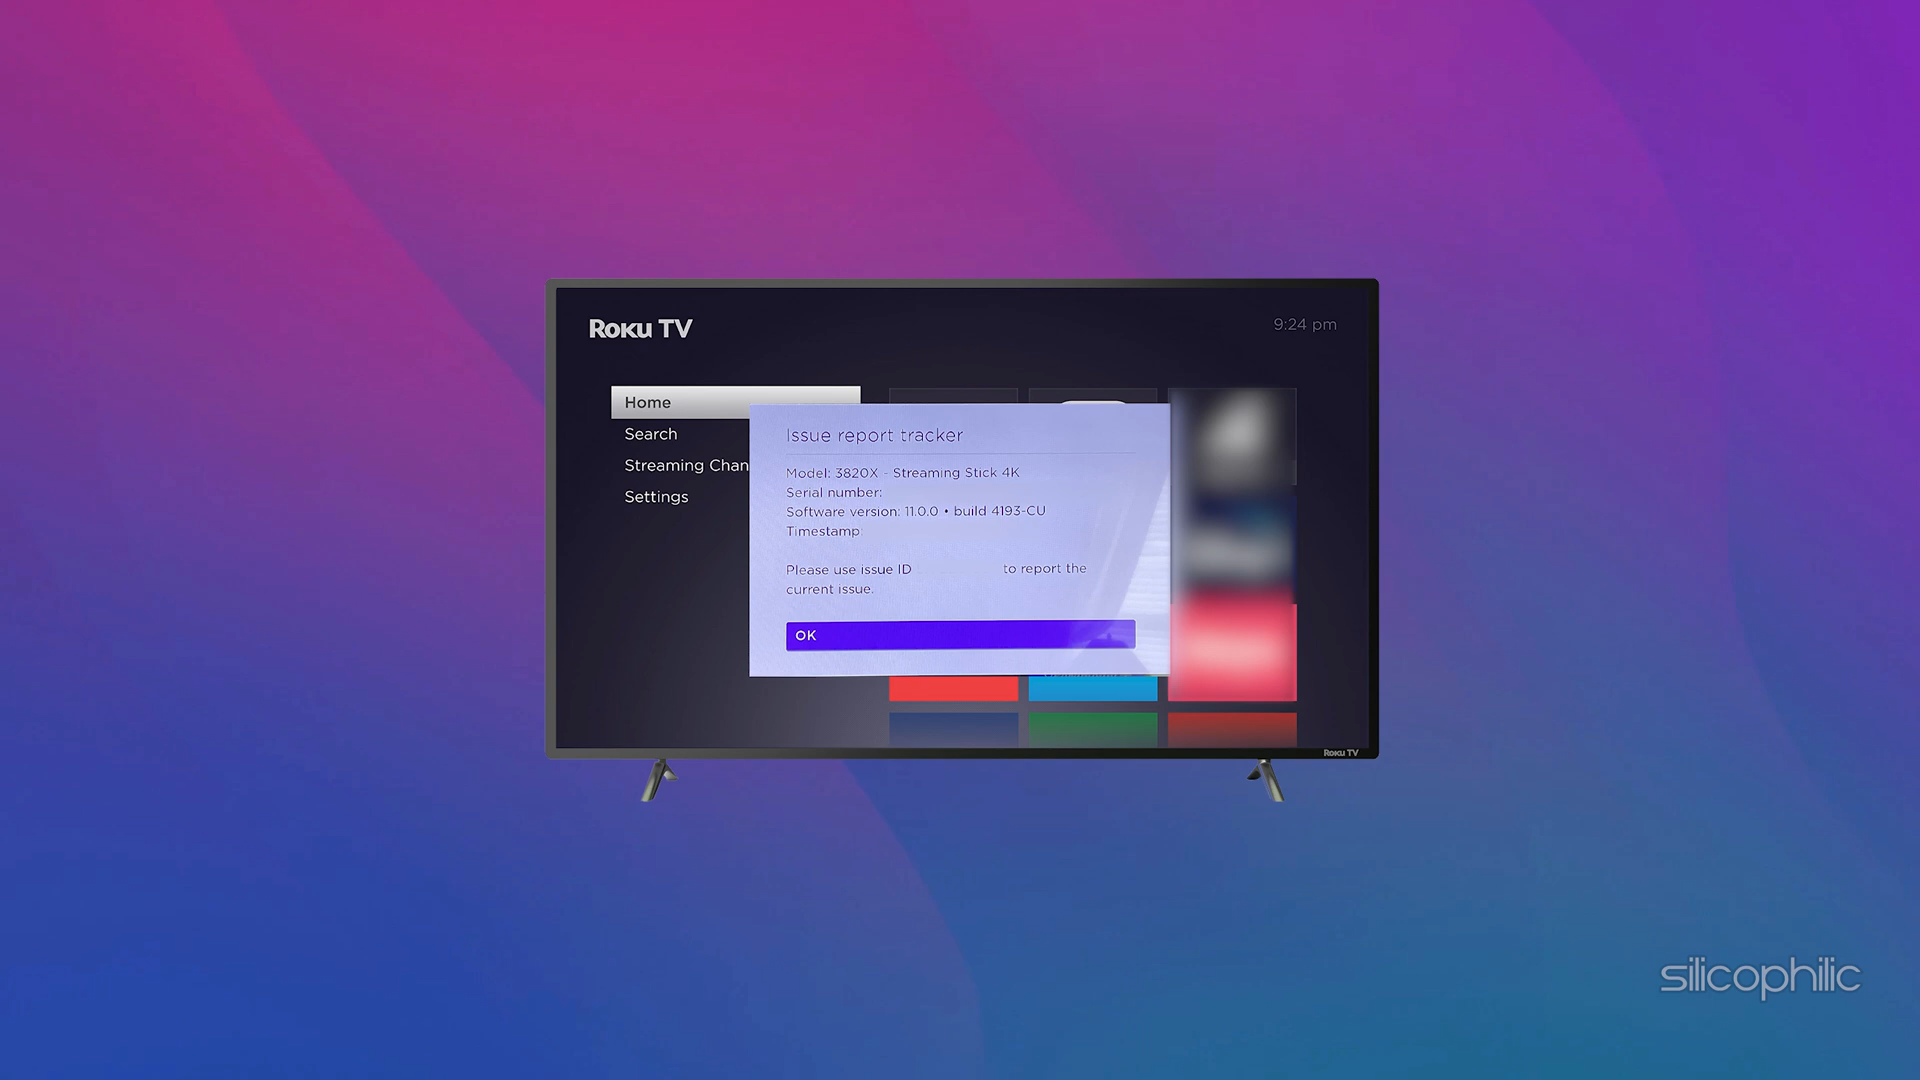 Roku TV
9:24 pm
Home
Search
Streaming Chan
Settings
Issue report tracker
Model: 3820X - Streaming Stick 4K
Serial number:
Software version: 11.0.0 • build 4193-CU
Timestamp:
Please use issue ID to report the
current issue.
OK
Roku TV
silicophilic